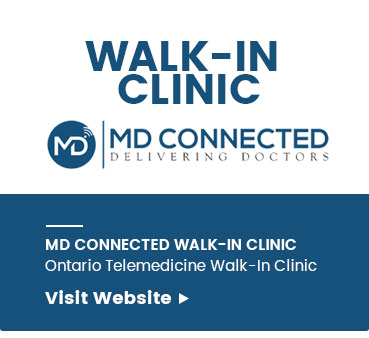 WALK-IN
CLINIC
MD
MD CONNECTED
DELIVERING DOCTORS
MD CONNECTED WALK-IN CLINIC
Ontario Telemedicine Walk-In Clinic
Visit Website